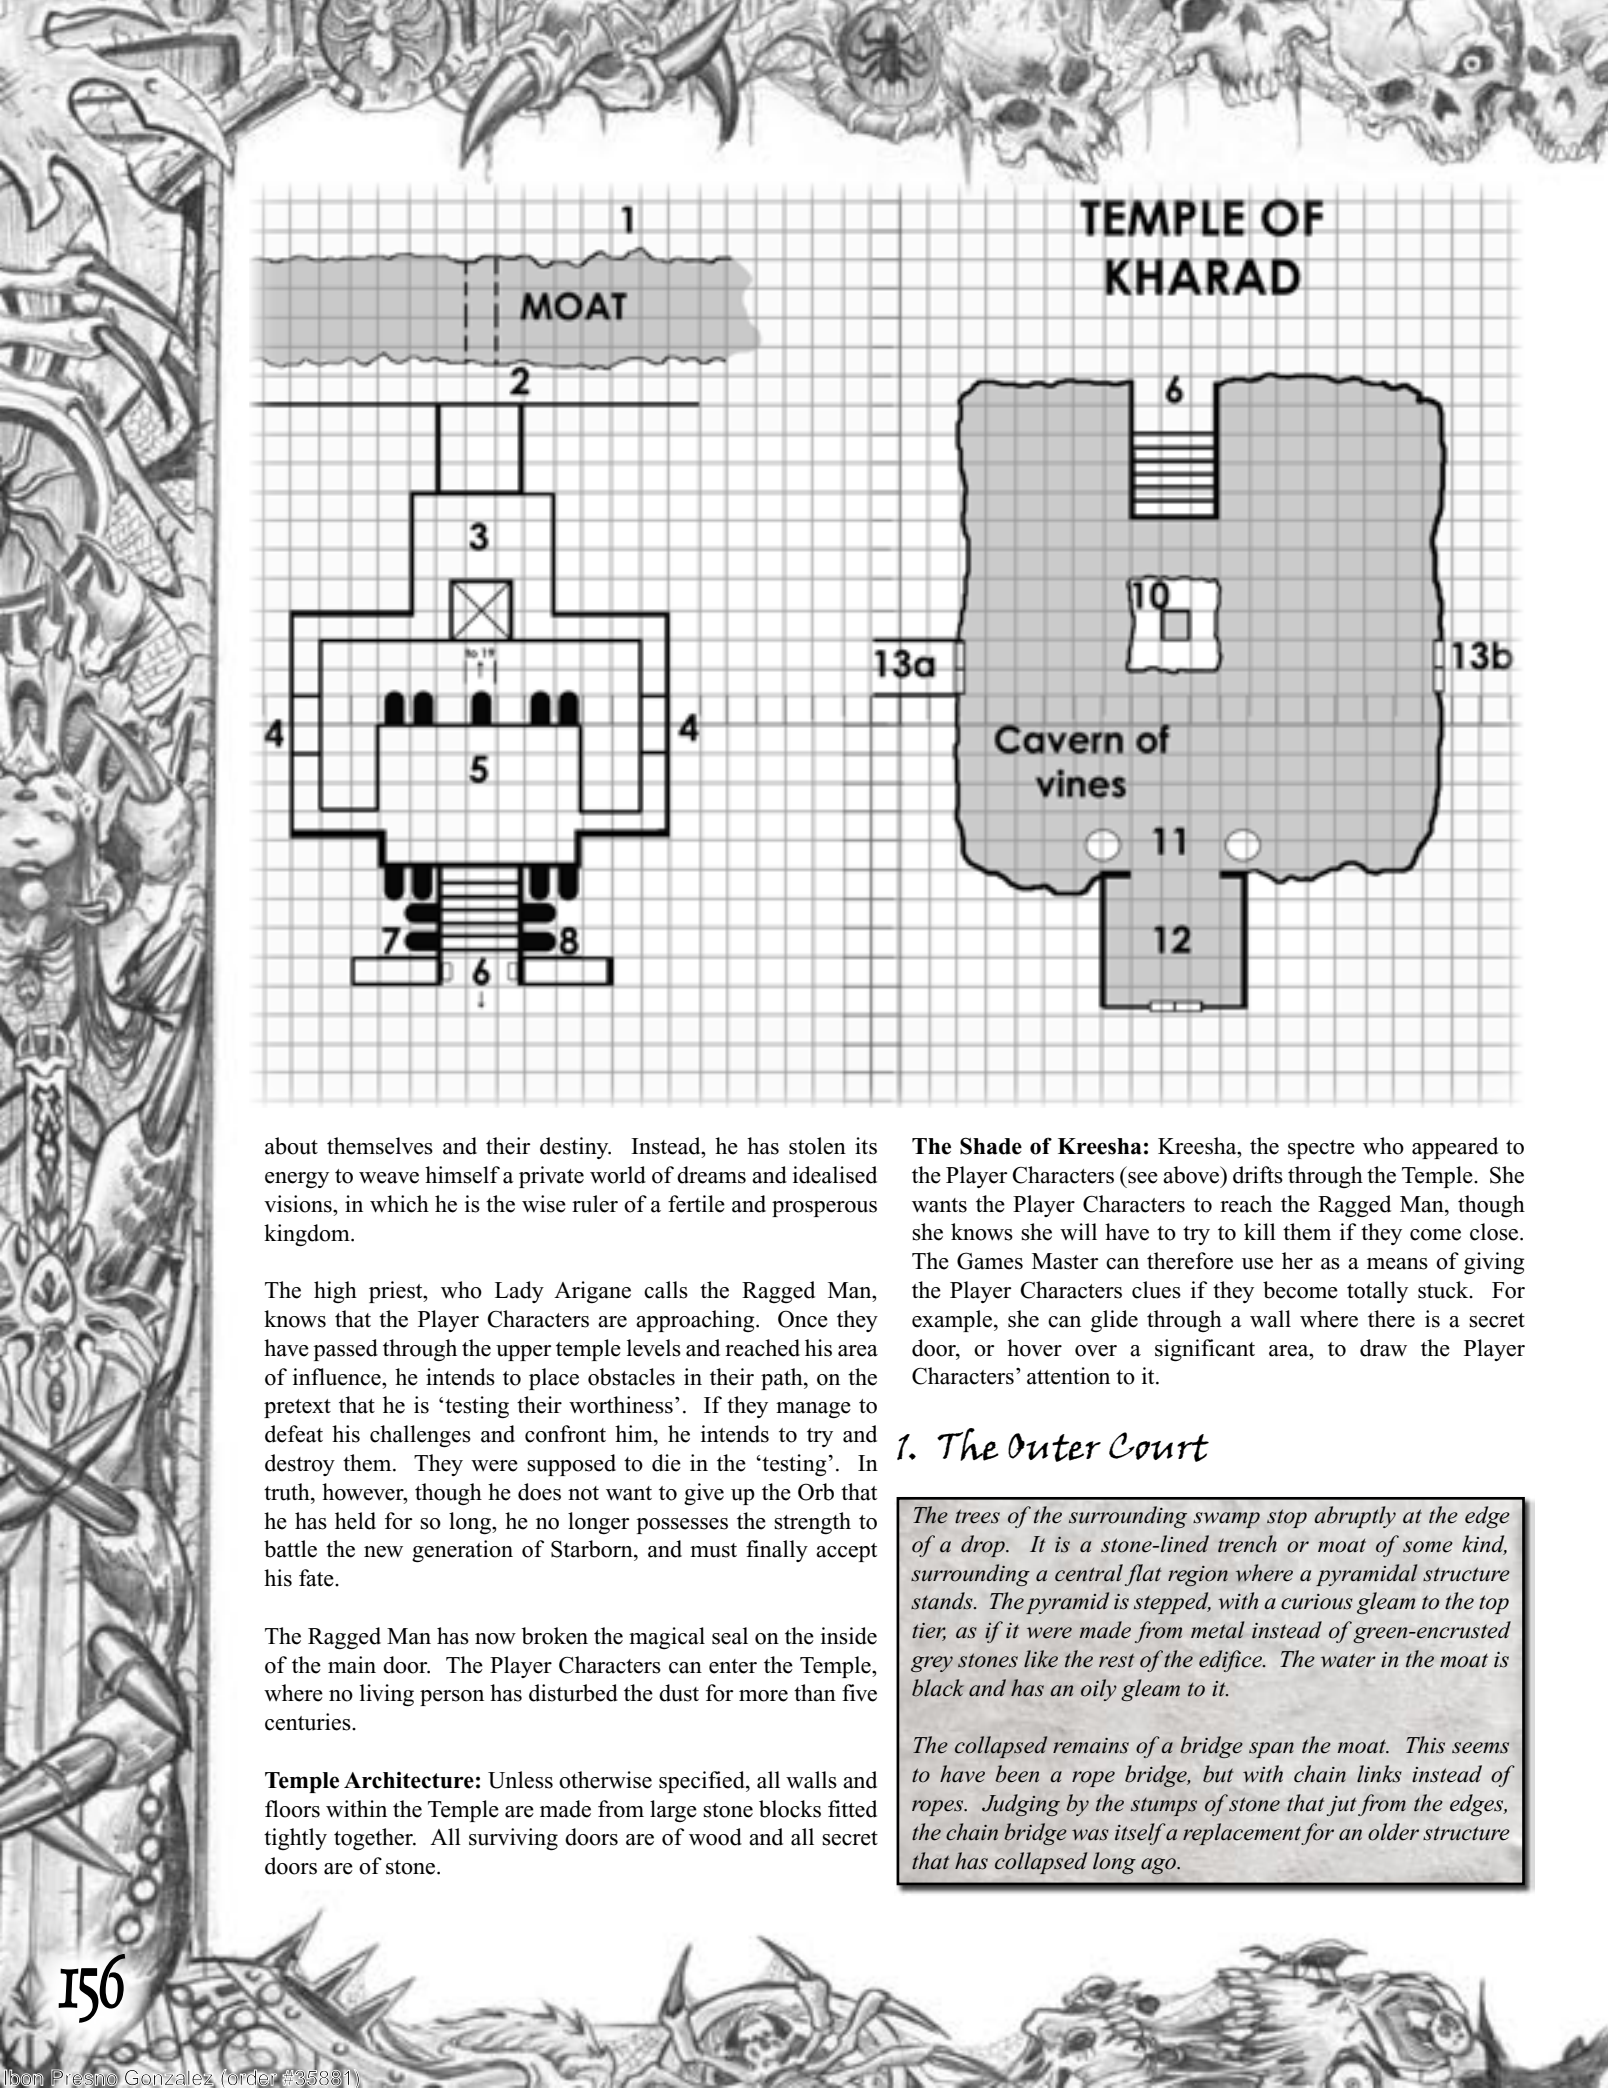 TEMPLE OF
KHARAD
1
MOAT
2
3
to 19
4
4
5
7
8
6
6
10
13a
13b
Cavern of
vines
11
12
about themselves and their destiny. Instead, he has stolen its
energy to weave himself a private world of dreams and idealised
visions, in which he is the wise ruler of a fertile and prosperous
kingdom.
The high priest, who Lady Arigane calls the Ragged Man,
knows that the Player Characters are approaching. Once they
have passed through the upper temple levels and reached his area
of influence, he intends to place obstacles in their path, on the
pretext that he is ‘testing their worthiness’. If they manage to
defeat his challenges and confront him, he intends to try and
destroy them. They were supposed to die in the ‘testing’. In
truth, however, though he does not want to give up the Orb that
he has held for so long, he no longer possesses the strength to
battle the new generation of Starborn, and must finally accept
his fate.
The Ragged Man has now broken the magical seal on the inside
of the main door. The Player Characters can enter the Temple,
where no living person has disturbed the dust for more than five
centuries.
Temple Architecture: Unless otherwise specified, all walls and
floors within the Temple are made from large stone blocks fitted
tightly together. All surviving doors are of wood and all secret
doors are of stone.
The Shade of Kreesha: Kreesha, the spectre who appeared to
the Player Characters (see above) drifts through the Temple. She
wants the Player Characters to reach the Ragged Man, though
she knows she will have to try to kill them if they come close.
The Games Master can therefore use her as a means of giving
the Player Characters clues if they become totally stuck. For
example, she can glide through a wall where there is a secret
door, or hover over a significant area, to draw the Player
Characters’ attention to it.
1. The Outer Court
The trees of the surrounding swamp stop abruptly at the edge
of a drop. It is a stone-lined trench or moat of some kind,
surrounding a central flat region where a pyramidal structure
stands. The pyramid is stepped, with a curious gleam to the top
tier, as if it were made from metal instead of green-encrusted
grey stones like the rest of the edifice. The water in the moat is
black and has an oily gleam to it.
The collapsed remains of a bridge span the moat. This seems
to have been a rope bridge, but with chain links instead of
ropes. Judging by the stumps of stone that jut from the edges,
the chain bridge was itself a replacement for an older structure
that has collapsed long ago.
156
Ibon Presno Gonzalez (order #35881)